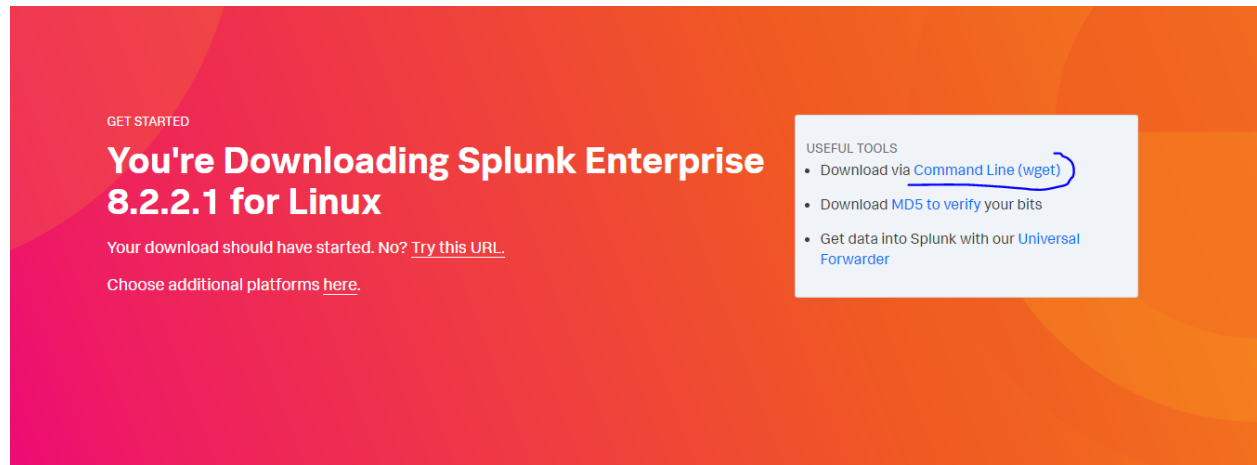 GET STARTED
You're Downloading Splunk Enterprise
8.2.2.1 for Linux
Your download should have started. No? Try this URL.
Choose additional platforms here.
USEFUL TOOLS
• Download via Command Line (wget)
• Download MD5 to verify your bits
• Get data into Splunk with our Universal
Forwarder